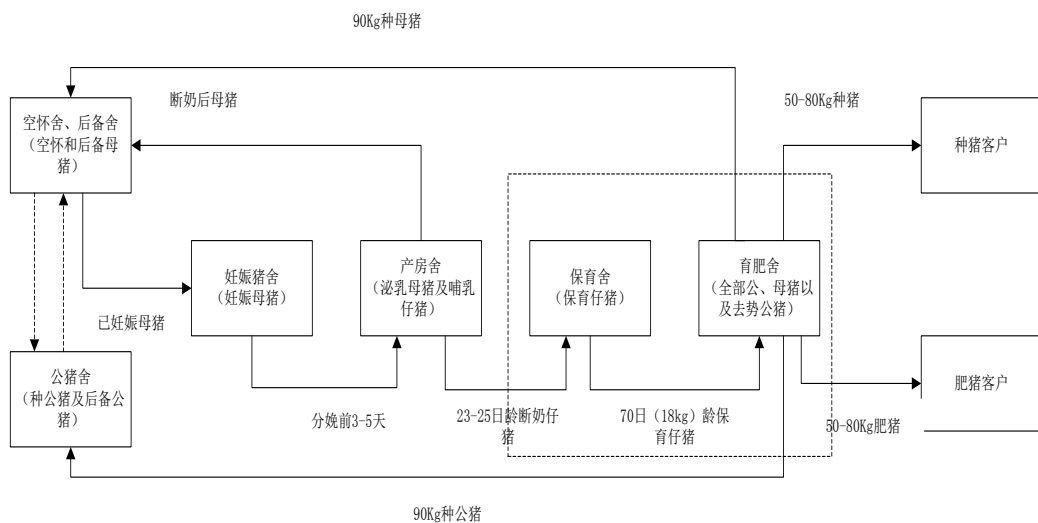 90Kg种母猪
断奶后母猪
50-80Kg种猪
空怀舍、后备舍
（空怀和后备母
猪）
种猪客户
妊娠猪舍
（妊娠母猪）
产房舍
（泌乳母猪及哺乳
仔猪）
保育舍
（保育仔猪）
育肥舍
（全部公、母猪以
及去势公猪）
已妊娠母猪
公猪舍
（种公猪及后备公
猪）
肥猪客户
分娩前3-5天
23-25日龄断奶仔
猪
70日（18kg）龄保
育仔猪
50-80Kg肥猪
90Kg种公猪